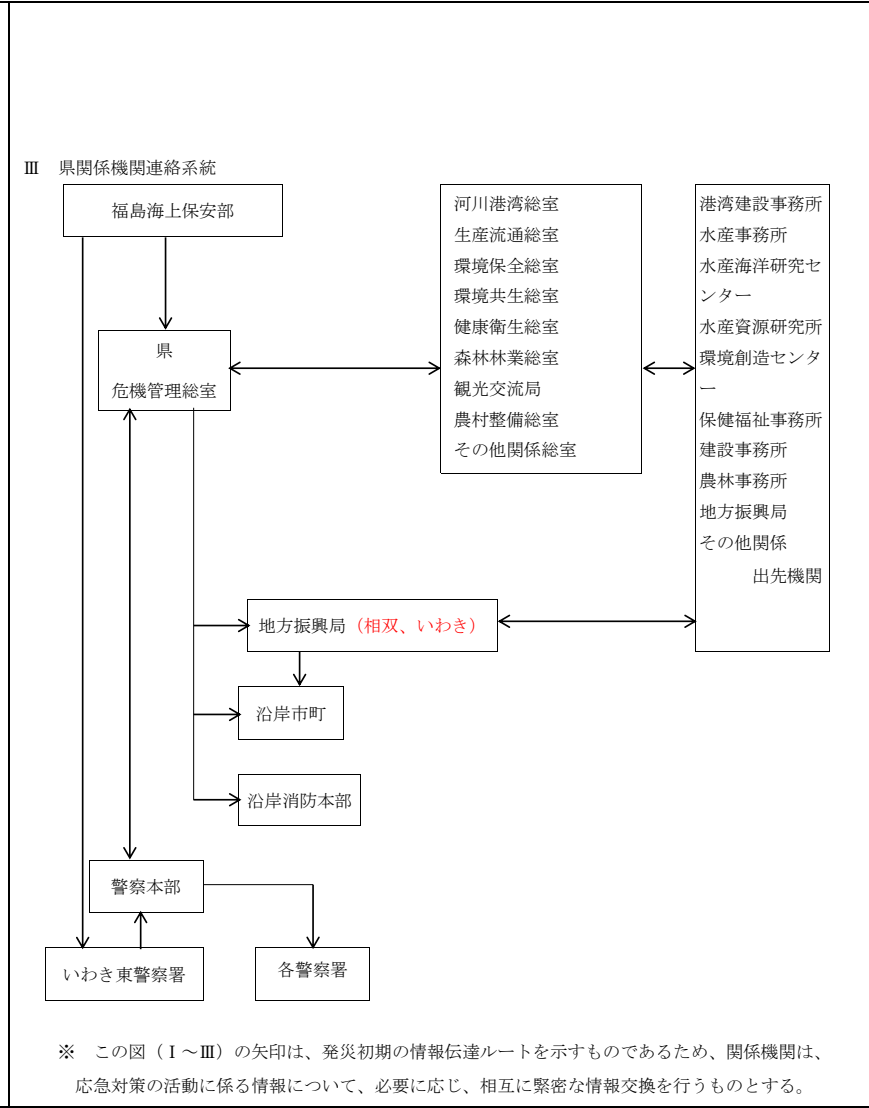 Ⅲ　県関係機関連絡系統
福島海上保安部
県
危機管理総室
河川港湾総室
生産流通総室
環境保全総室
環境共生総室
健康衛生総室
森林林業総室
観光交流局
農村整備総室
その他関係総室
港湾建設事務所
水産事務所
水産海洋研究セ
ンター
水産資源研究所
環境創造センタ
ー
保健福祉事務所
建設事務所
農林事務所
地方振興局
その他関係
出先機関
地方振興局（相双、いわき）
沿岸市町
沿岸消防本部
警察本部
いわき東警察署
各警察署
※　この図（Ⅰ～Ⅲ）の矢印は、発災初期の情報伝達ルートを示すものであるため、関係機関は、
応急対策の活動に係る情報について、必要に応じ、相互に緊密な情報交換を行うものとする。